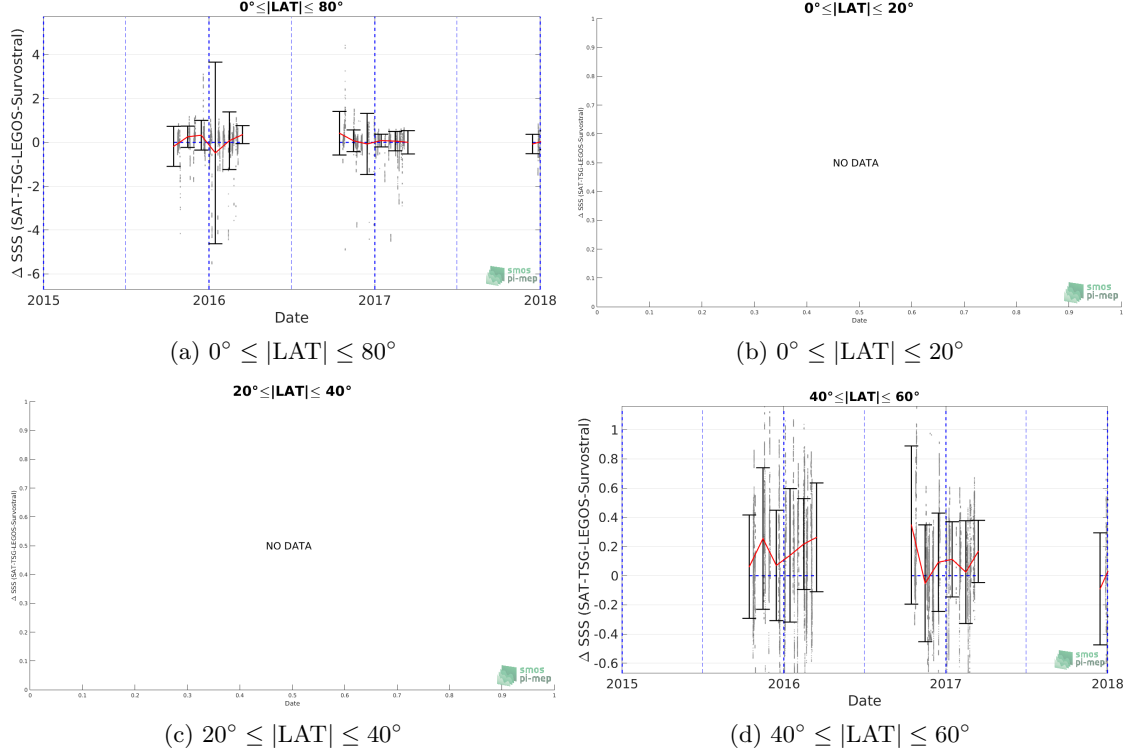 0°≤|LAT|≤ 80°
Δ SSS (SAT-TSG-LEGOS-Survostral)
4
2
0
-2
-4
-6
2015
2016
2017
2018
Date
smos
pi-mep
(a) 0° ≤ |LAT| ≤ 80°
0°≤|LAT|≤ 20°
Δ SSS (SAT-TSG-LEGOS-Survostral)
1
0.9
0.8
0.7
0.6
0.5
0.4
0.3
0.2
0.1
0
NO DATA
0
0.1
0.2
0.3
0.4
0.5
0.6
0.7
0.8
0.9
1
Date
smos
pi-mep
(b) 0° ≤ |LAT| ≤ 20°
20°≤|LAT|≤ 40°
Δ SSS (SAT-TSG-LEGOS-Survostral)
1
0.9
0.8
0.7
0.6
0.5
0.4
0.3
0.2
0.1
0
NO DATA
0
0.1
0.2
0.3
0.4
0.5
0.6
0.7
0.8
0.9
1
Date
smos
pi-mep
(c) 20° ≤ |LAT| ≤ 40°
40°≤|LAT|≤ 60°
Δ SSS (SAT-TSG-LEGOS-Survostral)
1
0.8
0.6
0.4
0.2
0
-0.2
-0.4
-0.6
2015
2016
2017
2018
Date
smos
pi-mep
(d) 40° ≤ |LAT| ≤ 60°